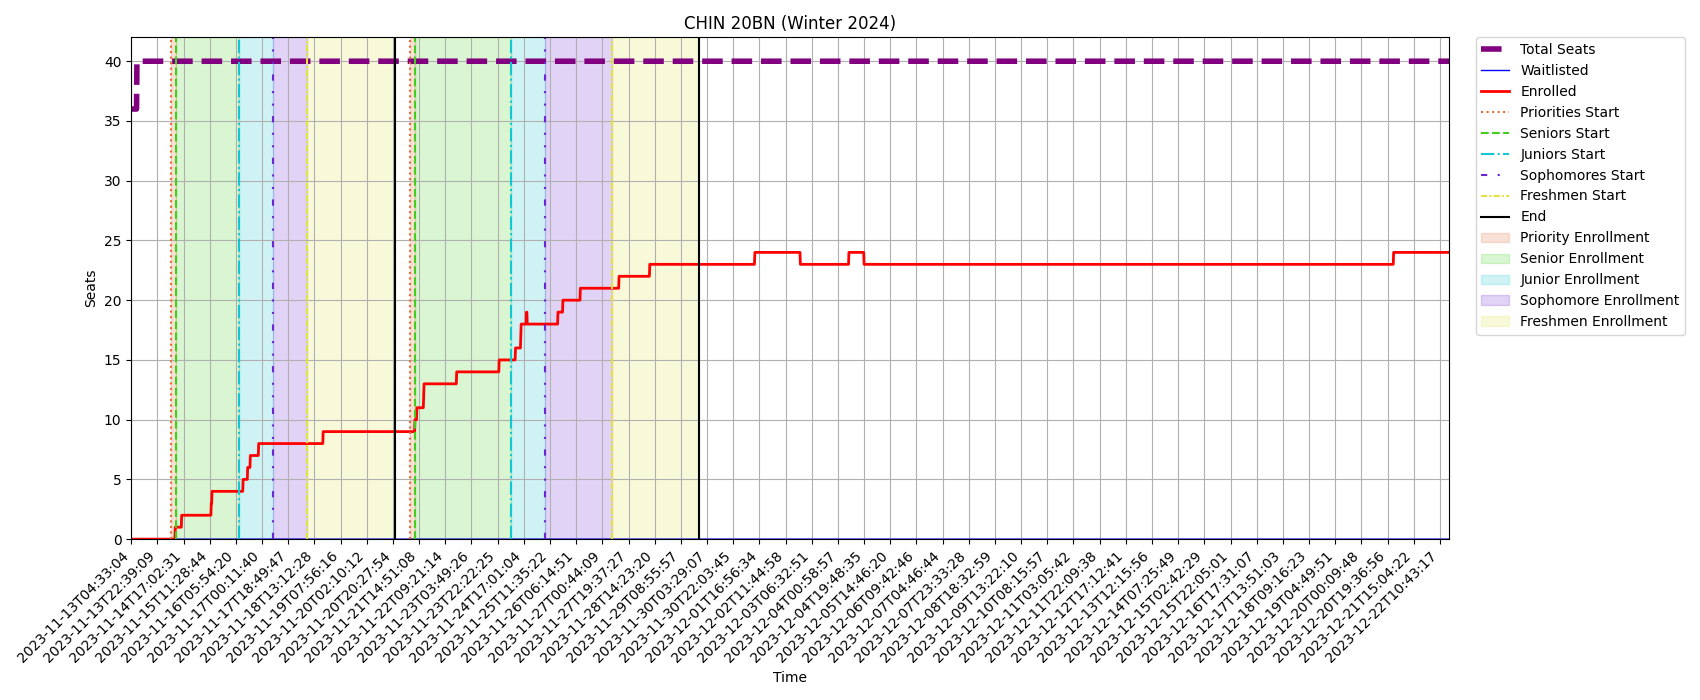 CHIN 20BN (Winter 2024)
Seats
40
35
30
25
20
15
10
5
0
2023-11-13T04:33:04
2023-11-13T22:39:09
2023-11-14T17:02:31
2023-11-15T11:28:44
2023-11-16T05:54:20
2023-11-17T00:11:40
2023-11-17T18:49:47
2023-11-18T13:12:28
2023-11-19T07:56:16
2023-11-20T02:10:12
2023-11-20T20:27:54
2023-11-21T14:51:08
2023-11-22T09:21:14
2023-11-23T03:49:26
2023-11-23T22:22:25
2023-11-24T17:01:04
2023-11-25T11:35:22
2023-11-26T06:14:51
2023-11-27T00:44:09
2023-11-27T19:37:27
2023-11-28T14:23:20
2023-11-29T08:55:57
2023-11-30T03:29:07
2023-11-30T22:03:45
2023-12-01T16:56:34
2023-12-02T11:44:58
2023-12-03T06:32:51
2023-12-04T00:58:57
2023-12-04T19:48:35
2023-12-05T14:46:20
2023-12-06T09:42:46
2023-12-07T04:46:44
2023-12-07T23:33:28
2023-12-08T18:32:59
2023-12-09T13:22:10
2023-12-10T08:15:57
2023-12-11T03:05:42
2023-12-11T22:09:38
2023-12-12T17:12:41
2023-12-13T12:15:56
2023-12-14T07:25:49
2023-12-15T02:42:29
2023-12-15T22:05:01
2023-12-16T17:31:07
2023-12-17T13:51:03
2023-12-18T09:16:23
2023-12-19T04:49:51
2023-12-20T00:09:48
2023-12-20T19:36:56
2023-12-21T15:04:22
2023-12-22T10:43:17
Time
Total Seats
Waitlisted
Enrolled
Priorities Start
Seniors Start
Juniors Start
Sophomores Start
Freshmen Start
End
Priority Enrollment
Senior Enrollment
Junior Enrollment
Sophomore Enrollment
Freshmen Enrollment